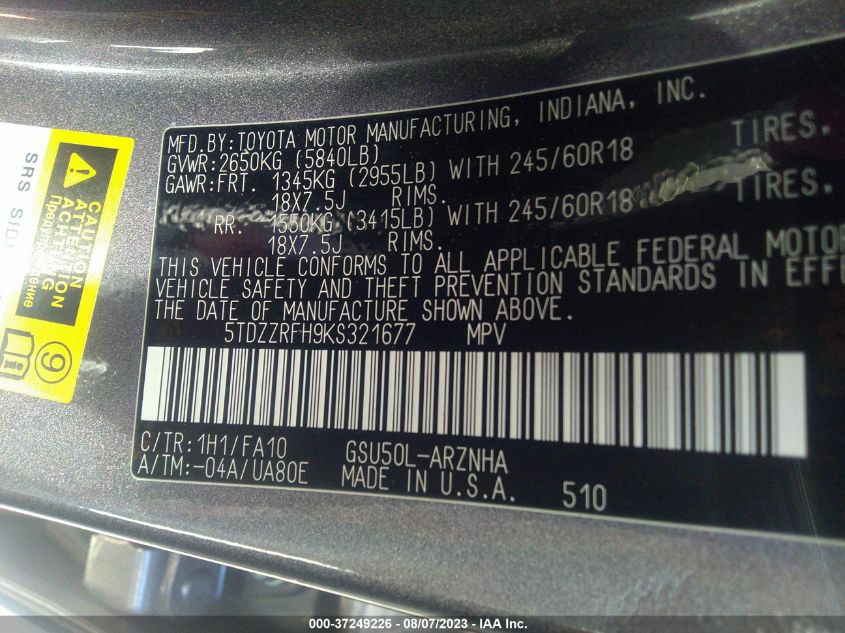 MFD.BY:TOYOTA MOTOR MANUFACTURING, INDIANA, INC.
GVWR:2650KG (5840LB)
GAWR:FRT. 1345KG (2955LB) WITH 245/60R18 TIRES.
18X7.5J RIMS.
RR. 1550KG (3415LB) WITH 245/60R18 TIRES.
18X7.5J RIMS.
THIS VEHICLE CONFORMS TO ALL APPLICABLE FEDERAL MOTO
VEHICLE SAFETY AND THEFT PREVENTION STANDARDS IN EFF
THE DATE OF MANUFACTURE SHOWN ABOVE.
5TDZZRFH9KS321677 MPV
C/TR:1H1/FA10 GSU50L-ARZNHA
A/TM:-04A/UA80E MADE IN U.S.A. 510
SRS SID
CAUTION
ATTENTION
ACHTUNG
9
000-37249226 - 08/07/2023 - - - -